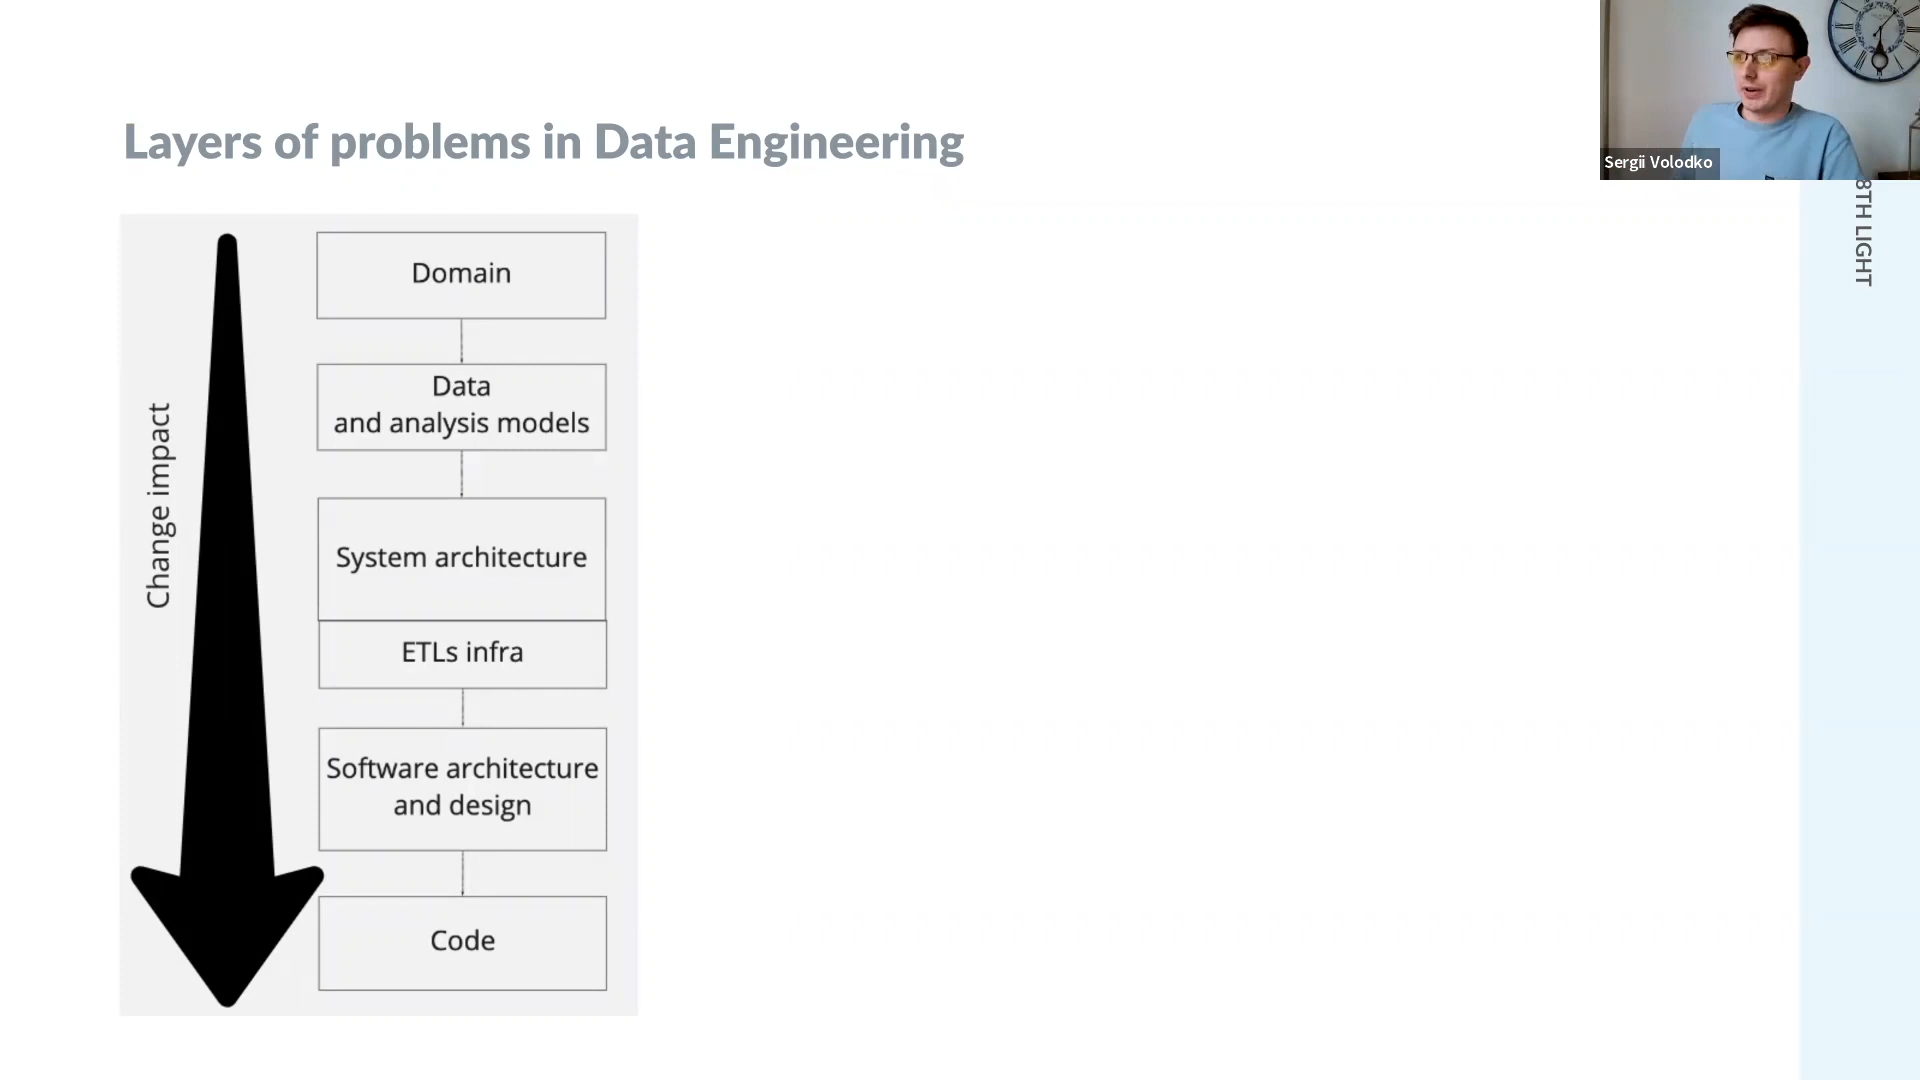 Layers of problems in Data Engineering
Sergii Volodko
8TH LIGHT
Change impact
Domain
Data
and analysis models
System architecture
ETLs infra
Software architecture
and design
Code